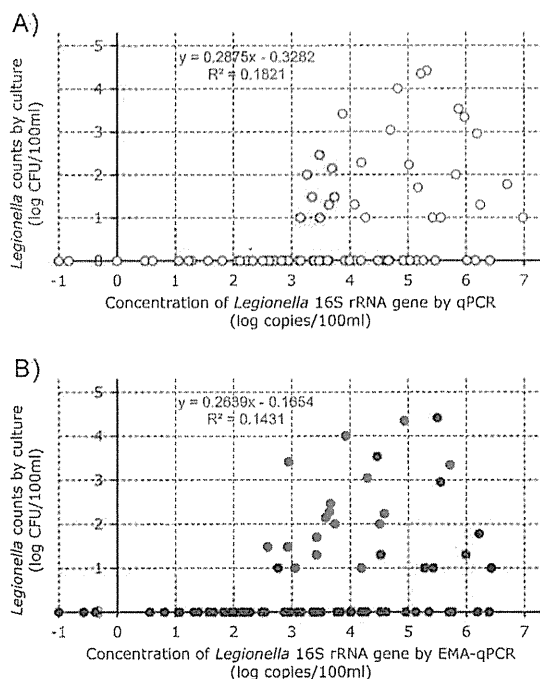 A)
y = 0.2875x - 0.3282
R² = 0.1821
5
4
3
2
1
0
Legionella counts by culture
(log CFU/100ml)
-1 0 1 2 3 4 5 6 7
Concentration of Legionella 16S rRNA gene by qPCR
(log copies/100ml)
B)
y = 0.2639x - 0.1654
R² = 0.1431
5
4
3
2
1
0
Legionella counts by culture
(log CFU/100ml)
-1 0 1 2 3 4 5 6 7
Concentration of Legionella 16S rRNA gene by EMA-qPCR
(log copies/100ml)